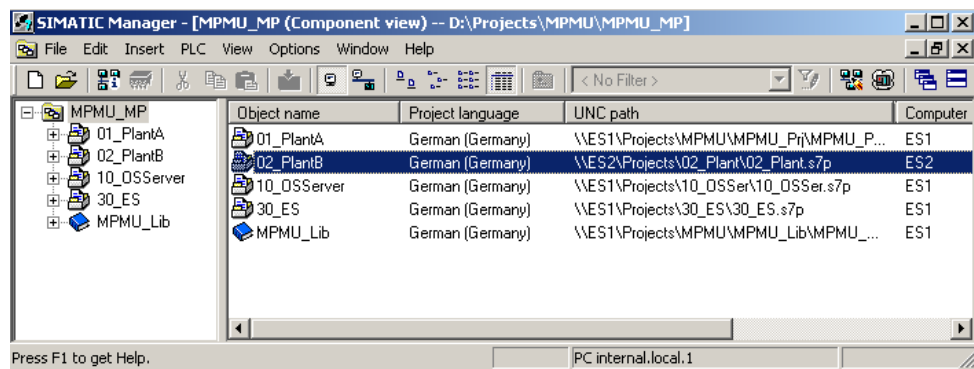 SIMATIC Manager - [MPMU_MP (Component view) -- D:\Projects\MPMU\MPMU_MP]
File Edit Insert PLC View Options Window Help
< No Filter >
MPMU_MP
01_PlantA
02_PlantB
10_OSServer
30_ES
MPMU_Lib
Object name Project language UNC path Computer
01_PlantA German (Germany) \\ES1\Projects\MPMU\MPMU_Prj\MPMU_P... ES1
02_PlantB German (Germany) \\ES2\Projects\02_Plant\02_Plant.s7p ES2
10_OSServer German (Germany) \\ES1\Projects\10_OSSer\10_OSSer.s7p ES1
30_ES German (Germany) \\ES1\Projects\30_ES\30_ES.s7p ES1
MPMU_Lib German (Germany) \\ES1\Projects\MPMU\MPMU_Lib\MPMU_... ES1
Press F1 to get Help. PC internal.local.1